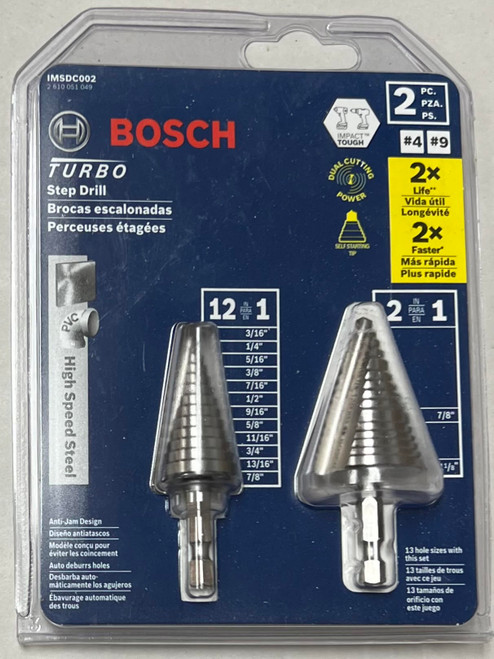 IMSDC002
2 610 051 049
BOSCH
TURBO
Step Drill
Brocas escalonadas
Perceuses étagées
IMPACT™
TOUGH
2 PC.
PZA.
PS.
#4 #9
DUAL CUTTING
POWER
SELF STARTING
TIP
2x
Life**
Vida útil
Longévité
2x
Faster*
Más rápida
Plus rapide
PVC
High Speed Steel
12 IN PARA EN 1
3/16"
1/4"
5/16"
3/8"
7/16"
1/2"
9/16"
5/8"
11/16"
3/4"
13/16"
7/8"
2 IN PARA EN 1
7/8"
Anti-Jam Design
Diseño antiatascos
Modèle conçu pour
éviter les coincement
Auto deburrs holes
Desbarba auto-
máticamente los agujeros
Ébavurage automatique
des trous
13 hole sizes with
this set
13 tailles de trous
avec ce jeu
13 tamaños de
orificio con
este juego